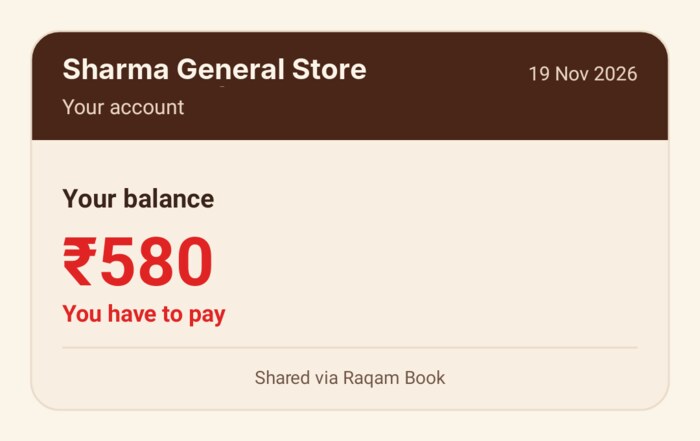 Sharma General Store
19 Nov 2026
Your account
Your balance
₹580
You have to pay
Shared via Raqam Book